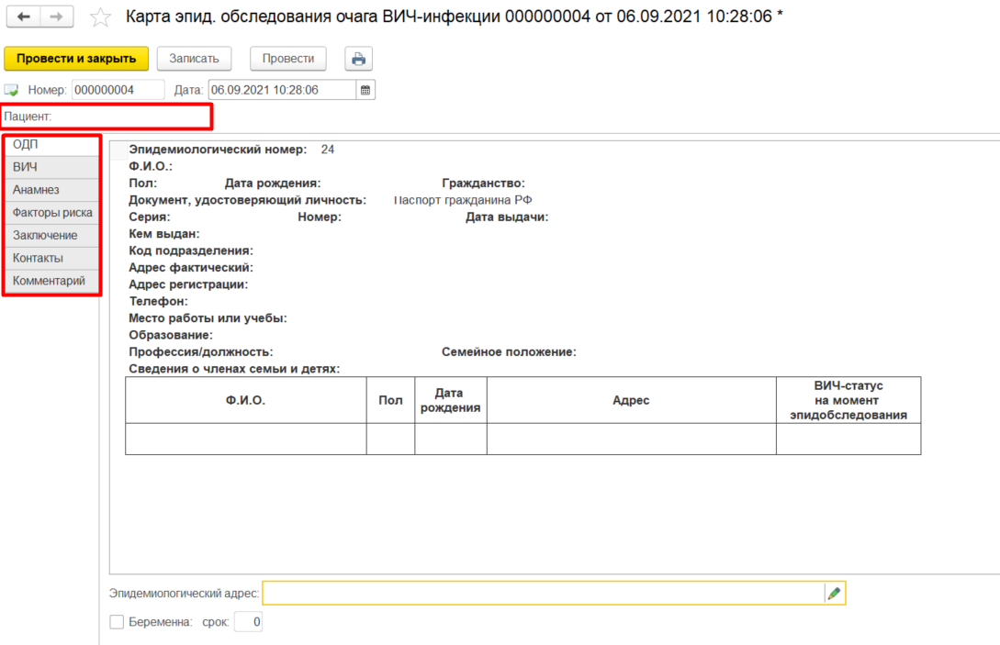 Карта эпид. обследования очага ВИЧ-инфекции 000000004 от 06.09.2021 10:28:06 *
Провести и закрыть Записать Провести
Номер: 000000004 Дата: 06.09.2021 10:28:06
Пациент:
ОДП
ВИЧ
Анамнез
Факторы риска
Заключение
Контакты
Комментарий
Эпидемиологический номер: 24
Ф.И.О.:
Пол: Дата рождения: Гражданство:
Документ, удостоверяющий личность: Паспорт гражданина РФ
Серия: Номер: Дата выдачи:
Кем выдан:
Код подразделения:
Адрес фактический:
Адрес регистрации:
Телефон:
Место работы или учебы:
Образование:
Профессия/должность: Семейное положение:
Сведения о членах семьи и детях:
Ф.И.О. Пол Дата рождения Адрес ВИЧ-статус на момент эпидобследования
Эпидемиологический адрес:
Беременна: срок: 0